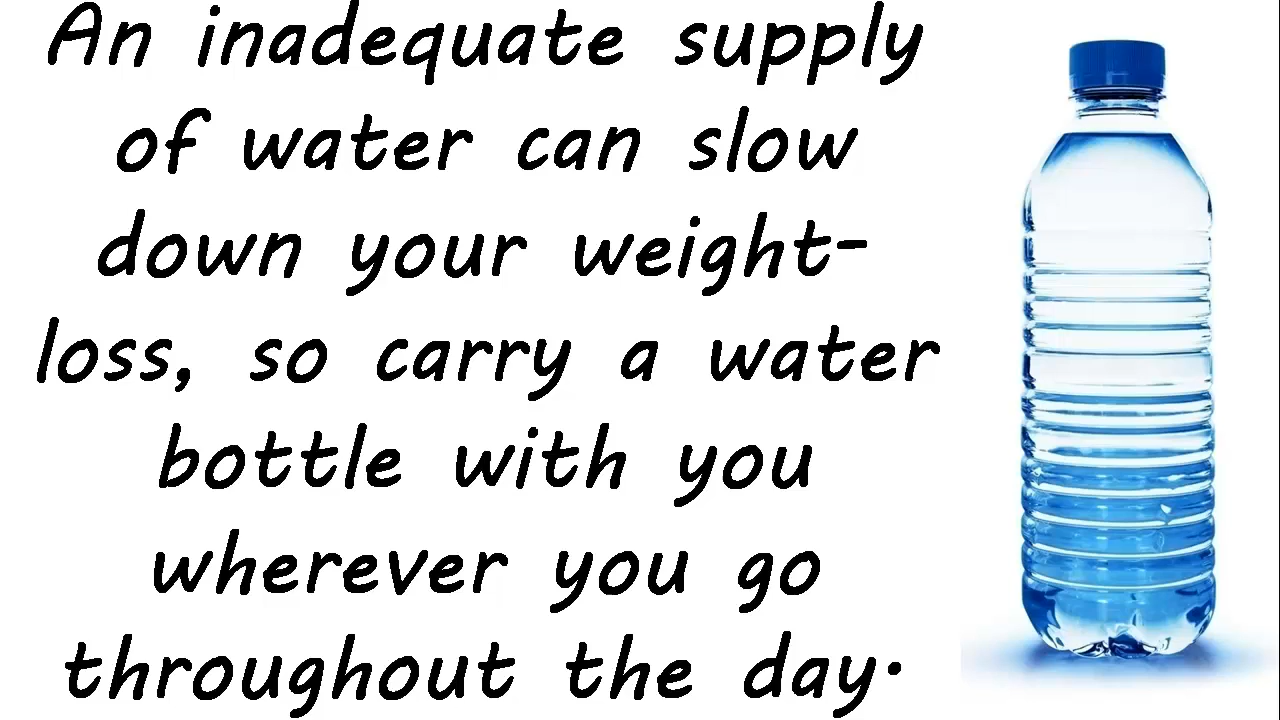 An inadequate supply
of water can slow
down your weight-
loss, so carry a water
bottle with you
wherever you go
throughout the day.